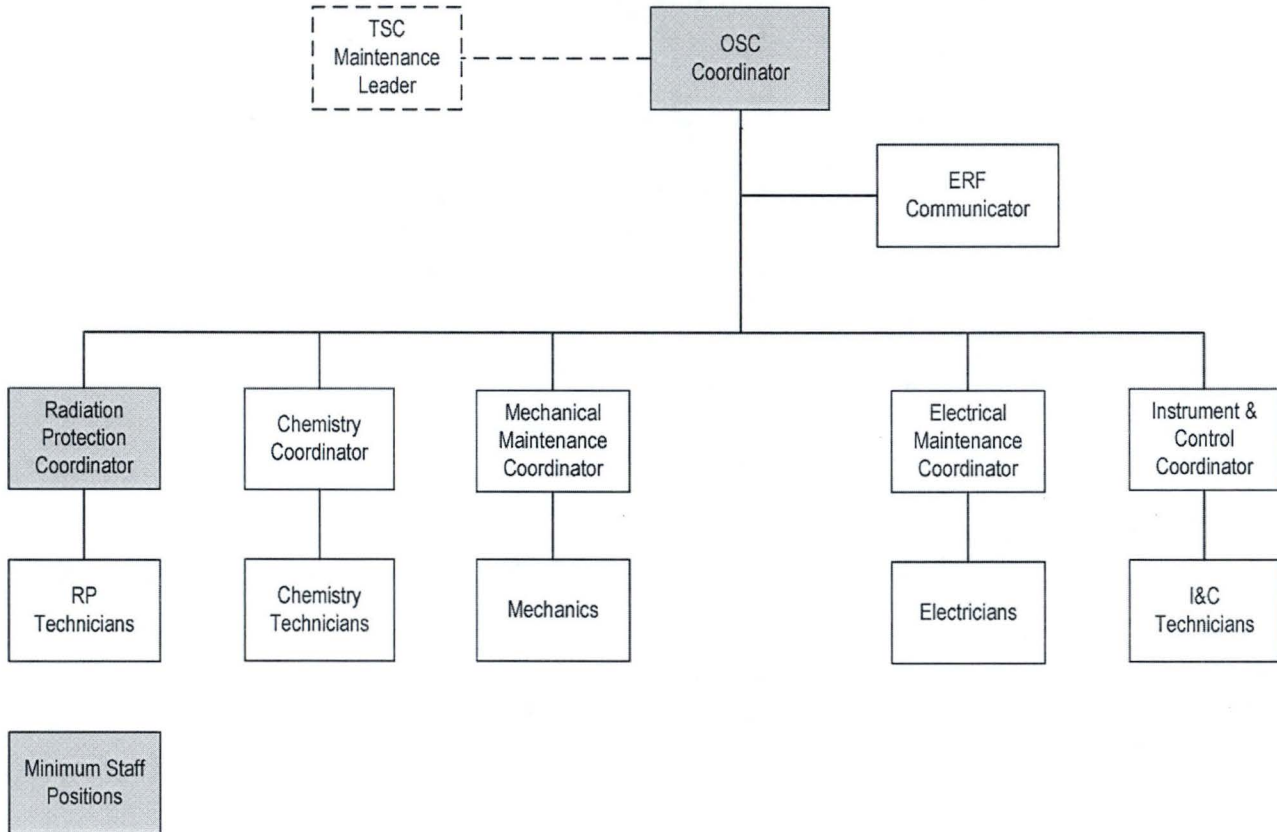 TSC
Maintenance
Leader
OSC
Coordinator
ERF
Communicator
Radiation
Protection
Coordinator
Chemistry
Coordinator
Mechanical
Maintenance
Coordinator
Electrical
Maintenance
Coordinator
Instrument &
Control
Coordinator
RP
Technicians
Chemistry
Technicians
Mechanics
Electricians
I&C
Technicians
Minimum Staff
Positions